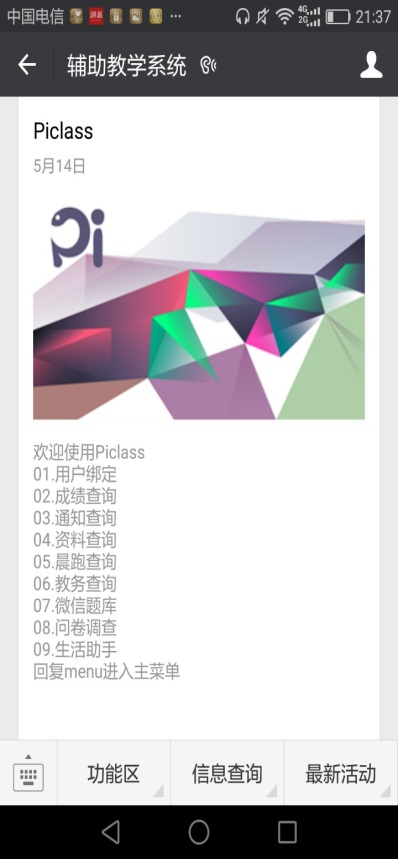 中国电信 4G 2G 21:37
辅助教学系统
Piclass
5月14日
Pi
欢迎使用Piclass
01.用户绑定
02.成绩查询
03.通知查询
04.资料查询
05.晨跑查询
06.教务查询
07.微信题库
08.问卷调查
09.生活助手
回复menu进入主菜单
功能区 信息查询 最新活动